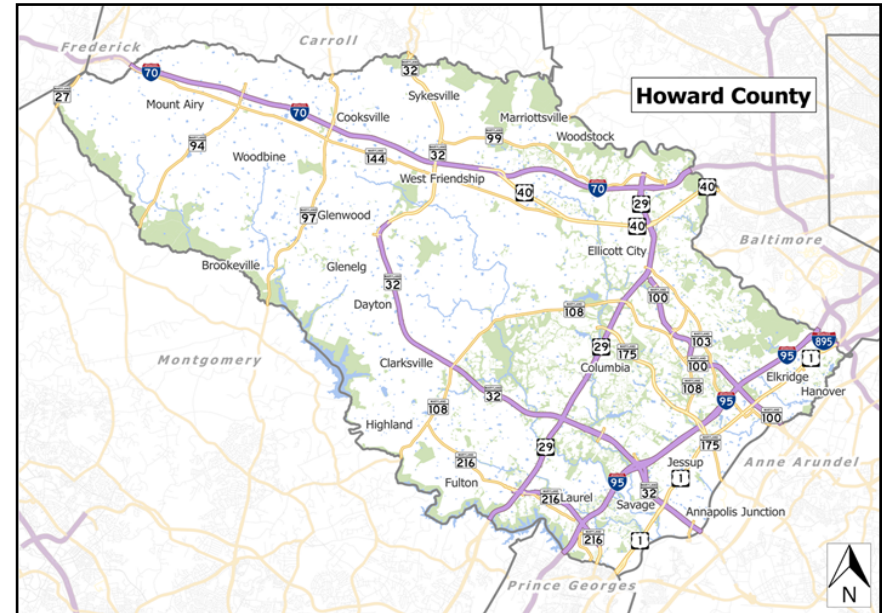 Howard County
Frederick
Carroll
Baltimore
Montgomery
Anne Arundel
Prince Georges
Mount Airy
Cooksville
Sykesville
Marriottsville
Woodstock
Woodbine
West Friendship
Glenwood
Ellicott City
Brookeville
Glenelg
Dayton
Clarksville
Columbia
Elkridge
Hanover
Highland
Fulton
Laurel
Savage
Jessup
Annapolis Junction
27
70
32
94
70
144
32
99
40
70
29
40
40
97
32
108
100
29
175
103
100
108
95
895
1
95
100
175
108
32
29
216
95
1
32
216
216
1
N